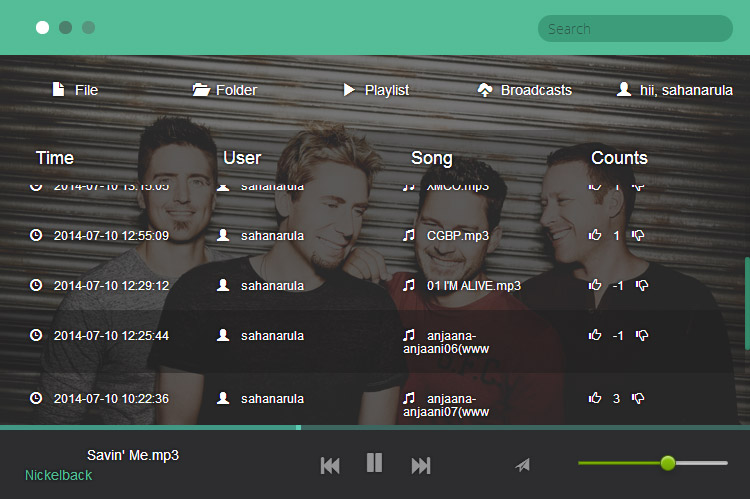 Search
File Folder Playlist Broadcasts hii, sahanarula
Time User Song Counts
2014-07-10 13:15:05 sahanarula XMCO.mp3 1
2014-07-10 12:55:09 sahanarula CGBP.mp3 1
2014-07-10 12:29:12 sahanarula 01 I'M ALIVE.mp3 -1
2014-07-10 12:25:44 sahanarula anjaana-
anjaani06(www -1
2014-07-10 10:22:36 sahanarula anjaana-
anjaani07(www 3
Savin' Me.mp3
Nickelback